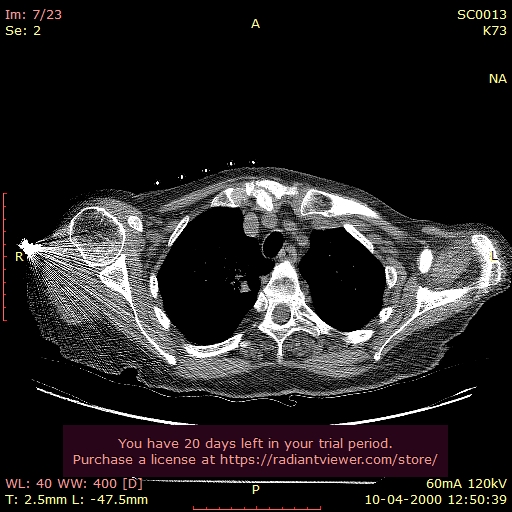 Im: 7/23
Se: 2
A
SC0013
K73
NA
R
L
You have 20 days left in your trial period.
Purchase a license at https://radiantviewer.com/store/
WL: 40 WW: 400 [D]
T: 2.5mm L: -47.5mm
P
60mA 120kV
10-04-2000 12:50:39